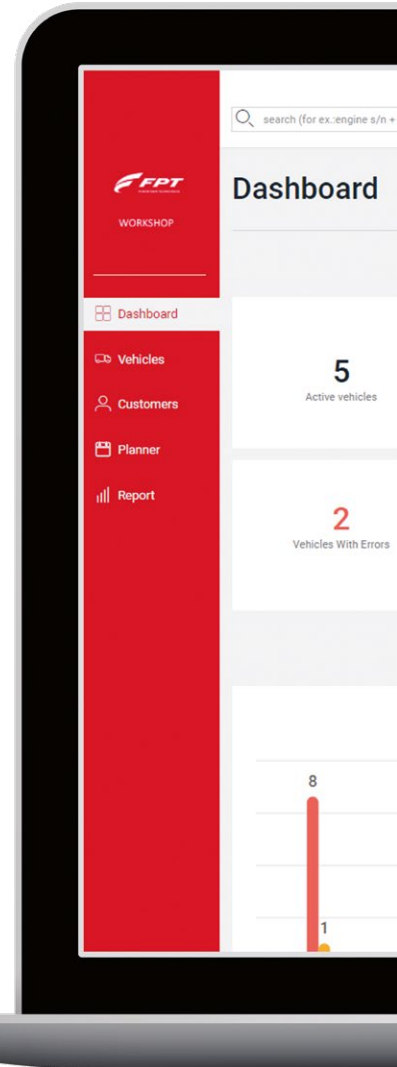 search (for ex.:engine s/n +
FPT
WORKSHOP
Dashboard
Dashboard
Vehicles
Customers
Planner
Report
5
Active vehicles
2
Vehicles With Errors
8
1